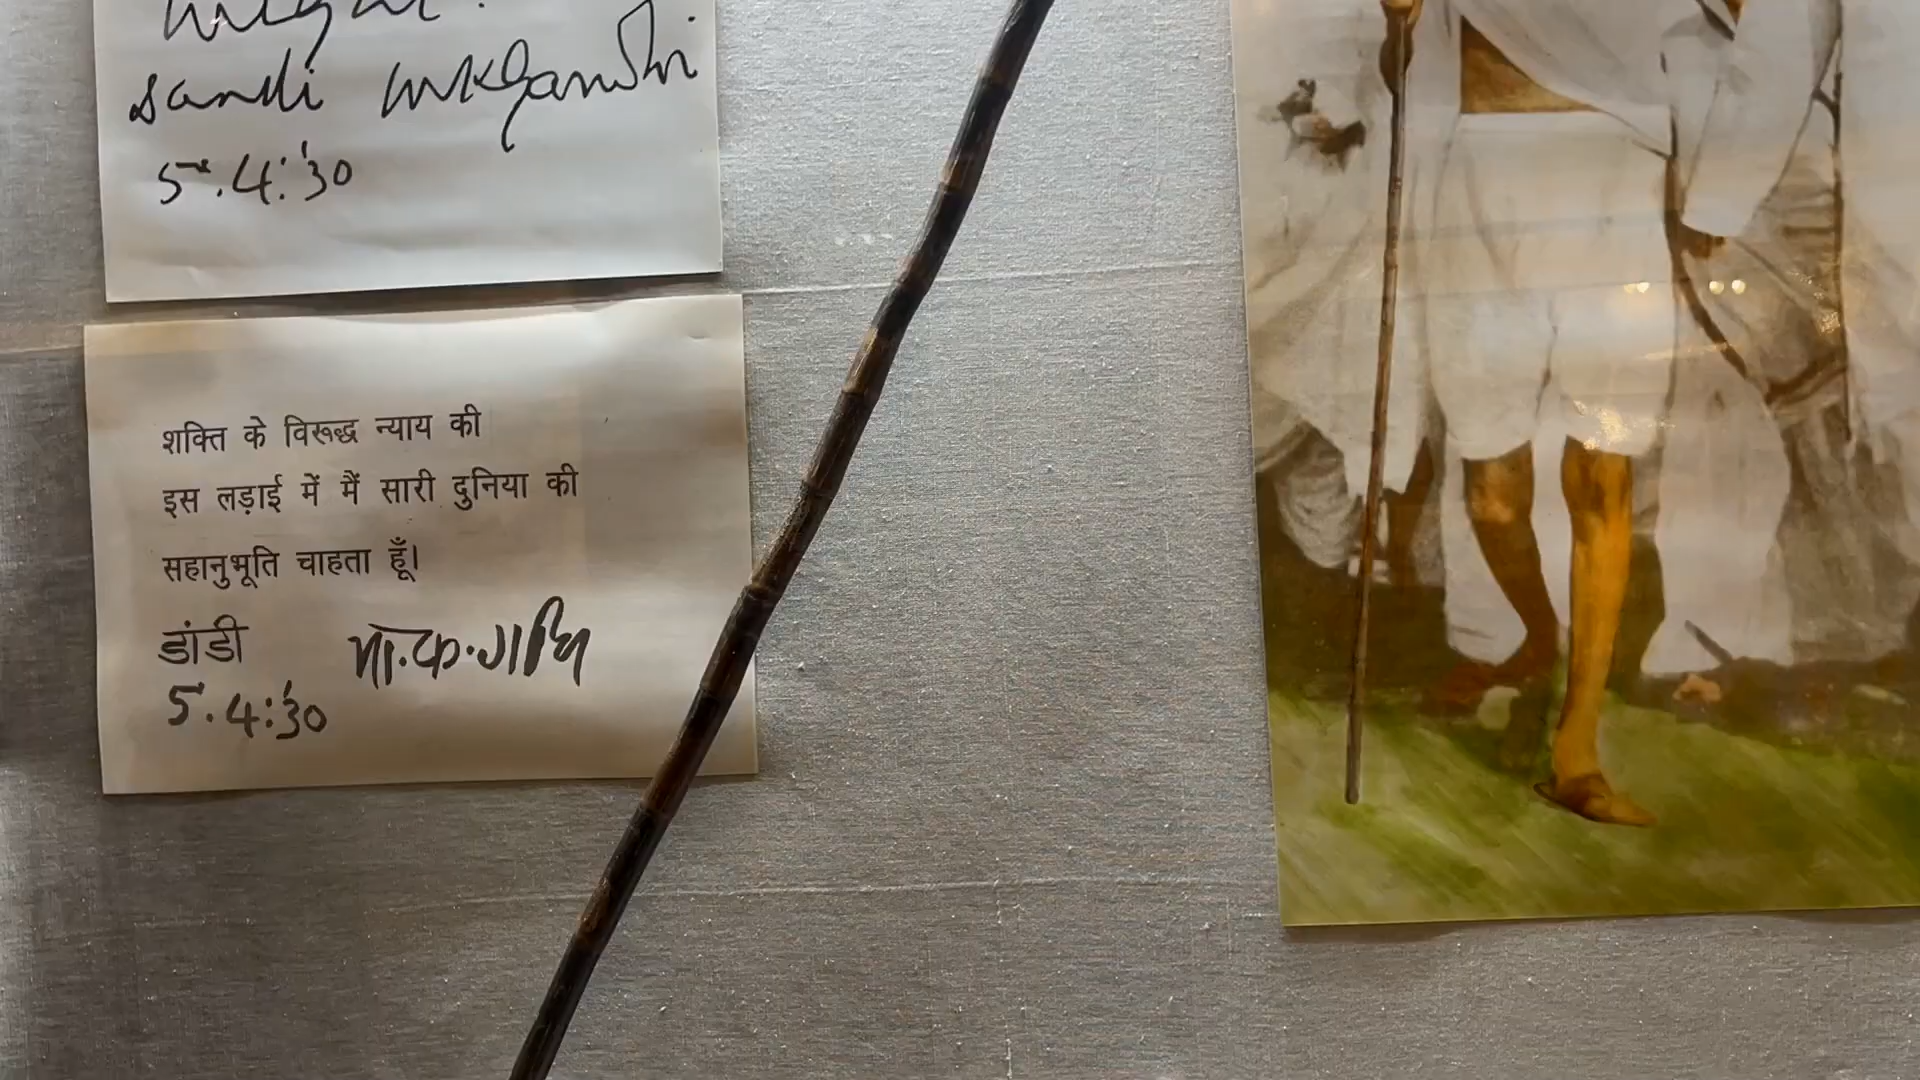 Sandi MKGandhi
5.4.'30
शक्ति के विरूद्ध न्याय की
इस लड़ाई में मैं सारी दुनिया की
सहानुभूति चाहता हूँ।
डांडी मो.क.गांधी
5.4.'30